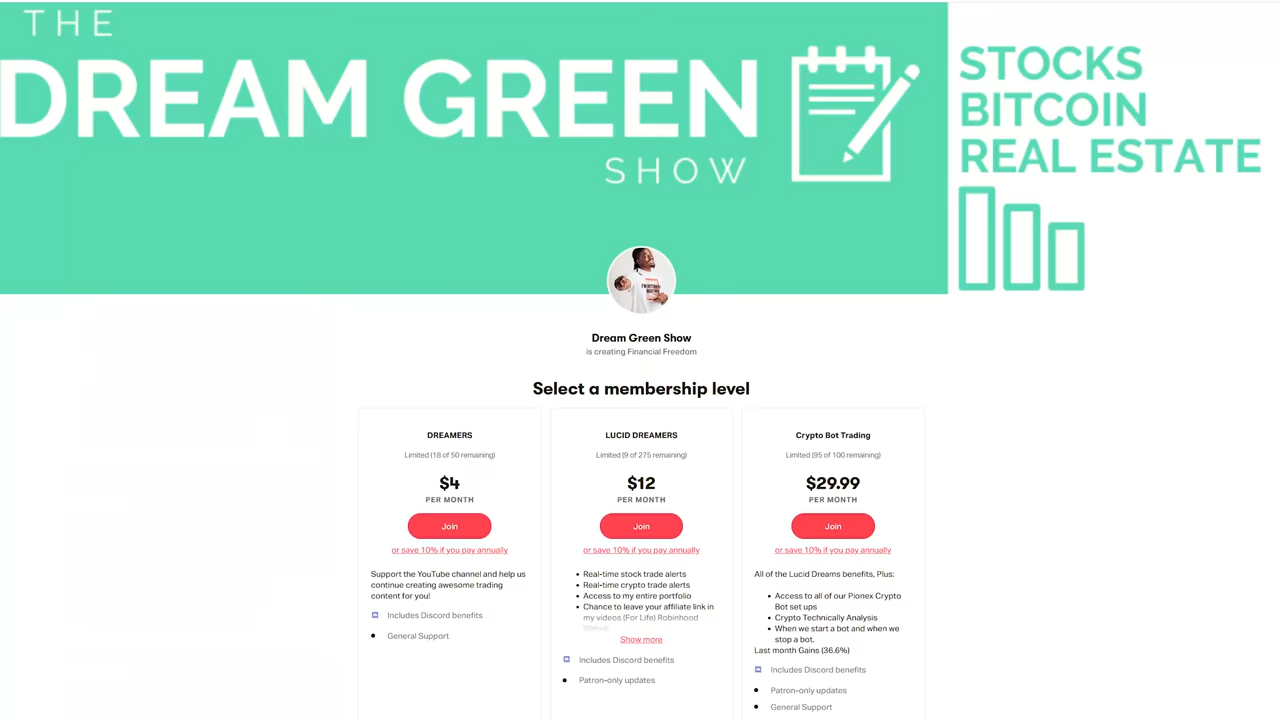 THE
DREAM GREEN
SHOW
STOCKS
BITCOIN
REAL ESTATE
Dream Green Show
is creating Financial Freedom
Select a membership level
DREAMERS
Limited (18 of 50 remaining)
$4
PER MONTH
Join
or save 10% if you pay annually
Support the YouTube channel and help us
continue creating awesome trading
content for you!
Includes Discord benefits
• General Support
LUCID DREAMERS
Limited (9 of 275 remaining)
$12
PER MONTH
Join
or save 10% if you pay annually
• Real-time stock trade alerts
• Real-time crypto trade alerts
• Access to my entire portfolio
• Chance to leave your affiliate link in
my videos (For Life) Robinhood
Show more
Includes Discord benefits
• Patron-only updates
Crypto Bot Trading
Limited (95 of 100 remaining)
$29.99
PER MONTH
Join
or save 10% if you pay annually
All of the Lucid Dreams benefits, Plus:
• Access to all of our Pionex Crypto
Bot set ups
• Crypto Technically Analysis
• When we start a bot and when we
stop a bot.
Last month Gains (36.6%)
Includes Discord benefits
• Patron-only updates
• General Support